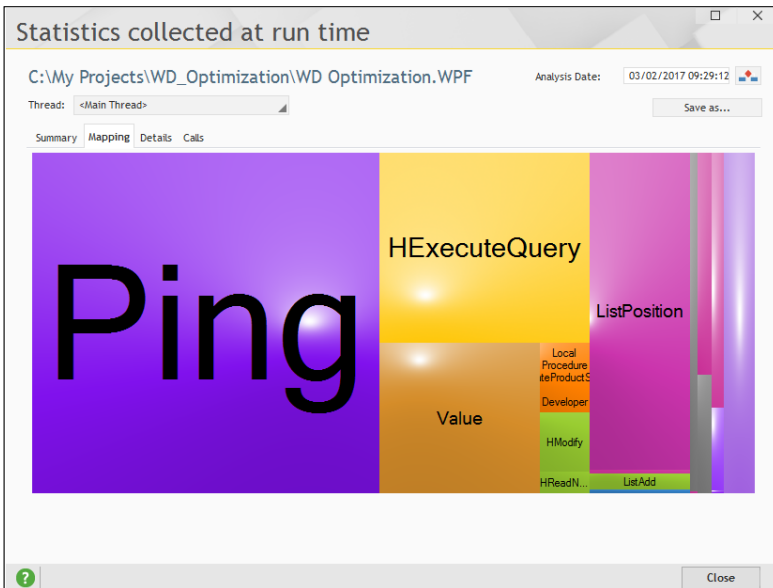 Statistics collected at run time
C:\My Projects\WD_Optimization\WD Optimization.WPF
Analysis Date:
03/02/2017 09:29:12
Thread:
<Main Thread>
Save as...
Summary
Mapping
Details
Calls
Ping
HExecuteQuery
ListPosition
Value
Local
Procedure
teProductS
Developer
HModify
HReadN...
ListAdd
?
Close